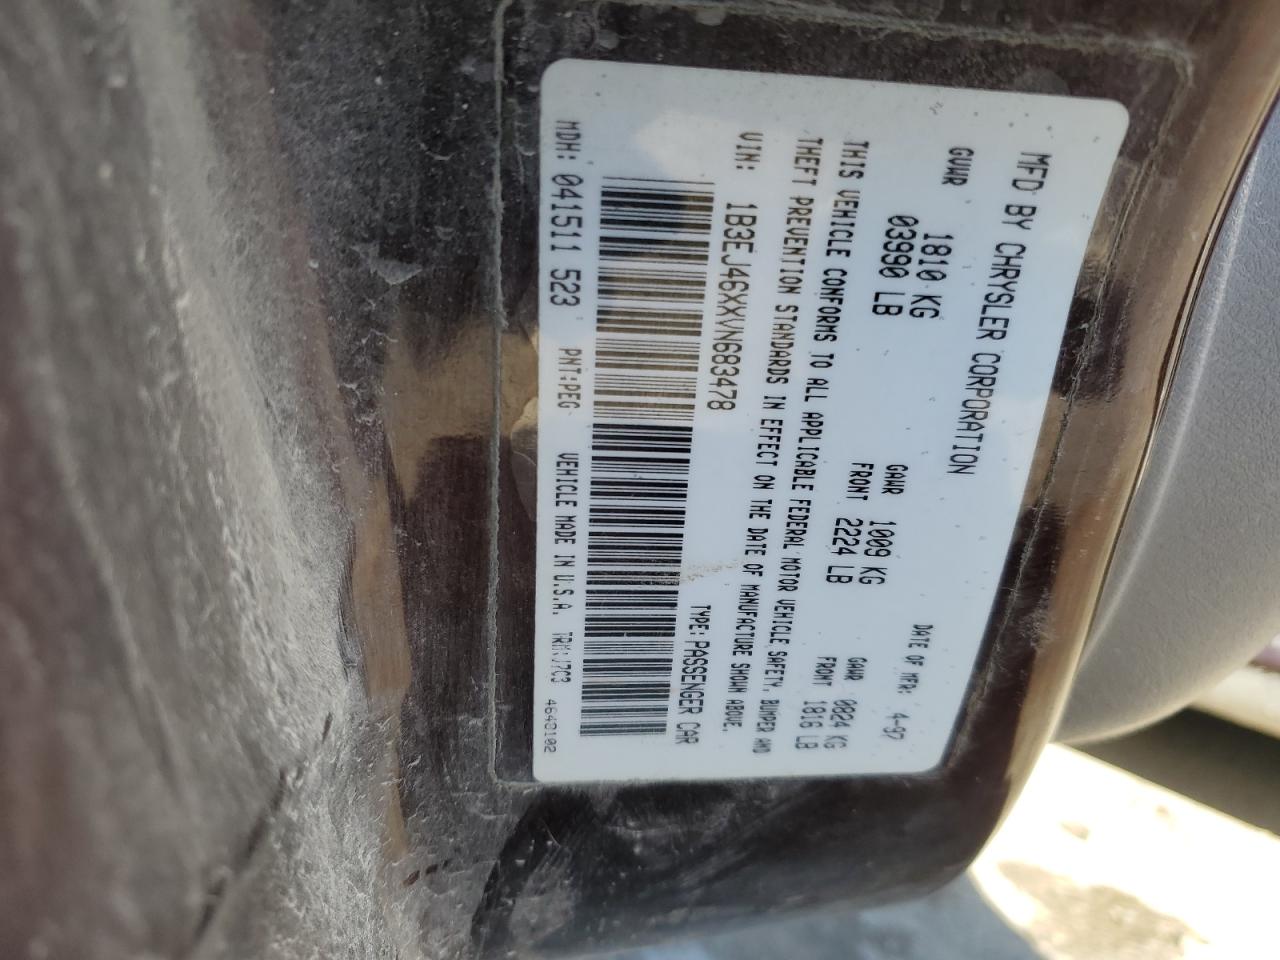 MFD BY CHRYSLER CORPORATION
DATE OF MFR: 4-97
GVWR 1810 KG
03990 LB
GAWR FRONT 1009 KG
2224 LB
GAWR FRONT 0824 KG
1816 LB
THIS VEHICLE CONFORMS TO ALL APPLICABLE FEDERAL MOTOR VEHICLE SAFETY, BUMPER AND
THEFT PREVENTION STANDARDS IN EFFECT ON THE DATE OF MANUFACTURE SHOWN ABOVE.
VIN: 1B3EJ46XXVN683478 TYPE: PASSENGER CAR
MDH: 041511 523 PNT:PEG VEHICLE MADE IN U.S.A. TRM:J7C3 4648102